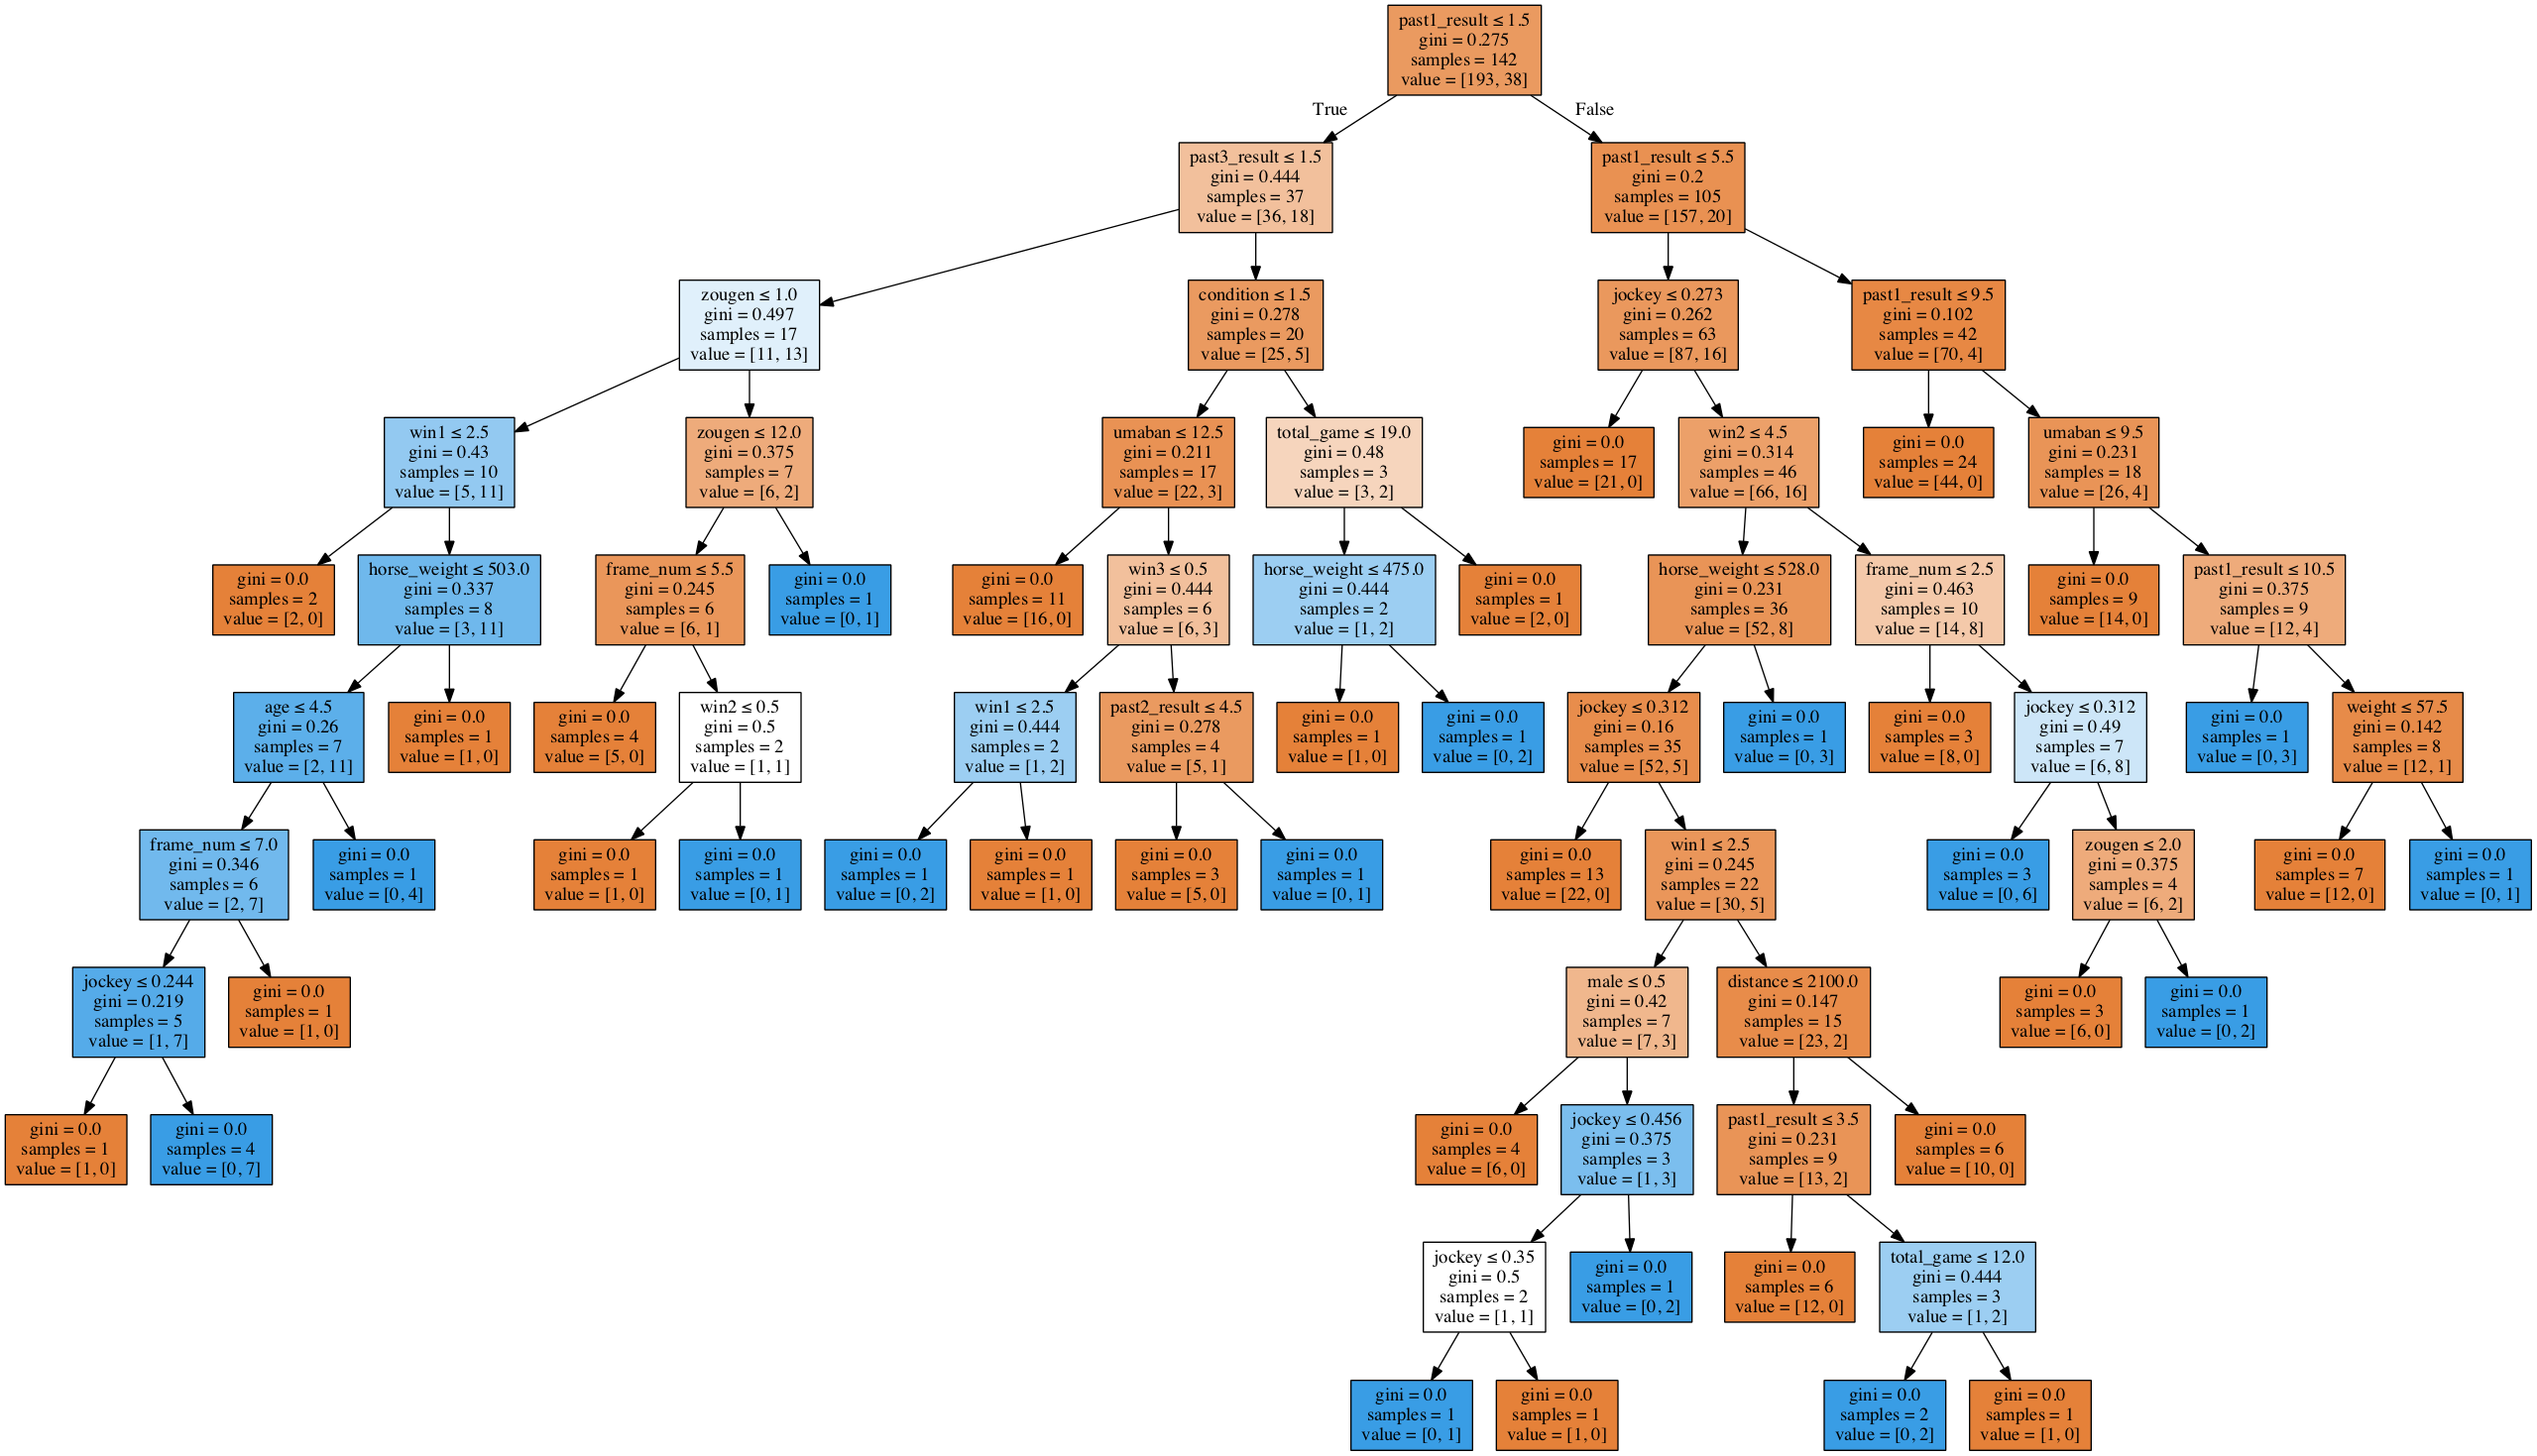 past1_result ≤ 1.5
gini = 0.275
samples = 142
value = [193, 38]
True
False
past3_result ≤ 1.5
gini = 0.444
samples = 37
value = [36, 18]
past1_result ≤ 5.5
gini = 0.2
samples = 105
value = [157, 20]
zougen ≤ 1.0
gini = 0.497
samples = 17
value = [11, 13]
condition ≤ 1.5
gini = 0.278
samples = 20
value = [25, 5]
jockey ≤ 0.273
gini = 0.262
samples = 63
value = [87, 16]
past1_result ≤ 9.5
gini = 0.102
samples = 42
value = [70, 4]
win1 ≤ 2.5
gini = 0.43
samples = 10
value = [5, 11]
zougen ≤ 12.0
gini = 0.375
samples = 7
value = [6, 2]
umaban ≤ 12.5
gini = 0.211
samples = 17
value = [22, 3]
total_game ≤ 19.0
gini = 0.48
samples = 3
value = [3, 2]
gini = 0.0
samples = 17
value = [21, 0]
win2 ≤ 4.5
gini = 0.314
samples = 46
value = [66, 16]
gini = 0.0
samples = 24
value = [44, 0]
umaban ≤ 9.5
gini = 0.231
samples = 18
value = [26, 4]
gini = 0.0
samples = 2
value = [2, 0]
horse_weight ≤ 503.0
gini = 0.337
samples = 8
value = [3, 11]
frame_num ≤ 5.5
gini = 0.245
samples = 6
value = [6, 1]
gini = 0.0
samples = 1
value = [0, 1]
gini = 0.0
samples = 11
value = [16, 0]
win3 ≤ 0.5
gini = 0.444
samples = 6
value = [6, 3]
horse_weight ≤ 475.0
gini = 0.444
samples = 2
value = [1, 2]
gini = 0.0
samples = 1
value = [2, 0]
horse_weight ≤ 528.0
gini = 0.231
samples = 36
value = [52, 8]
frame_num ≤ 2.5
gini = 0.463
samples = 10
value = [14, 8]
gini = 0.0
samples = 9
value = [14, 0]
past1_result ≤ 10.5
gini = 0.375
samples = 9
value = [12, 4]
age ≤ 4.5
gini = 0.26
samples = 7
value = [2, 11]
gini = 0.0
samples = 1
value = [1, 0]
gini = 0.0
samples = 4
value = [5, 0]
win2 ≤ 0.5
gini = 0.5
samples = 2
value = [1, 1]
win1 ≤ 2.5
gini = 0.444
samples = 2
value = [1, 2]
past2_result ≤ 4.5
gini = 0.278
samples = 4
value = [5, 1]
gini = 0.0
samples = 1
value = [1, 0]
gini = 0.0
samples = 1
value = [0, 2]
jockey ≤ 0.312
gini = 0.16
samples = 35
value = [52, 5]
gini = 0.0
samples = 1
value = [0, 3]
gini = 0.0
samples = 3
value = [8, 0]
jockey ≤ 0.312
gini = 0.49
samples = 7
value = [6, 8]
gini = 0.0
samples = 1
value = [0, 3]
weight ≤ 57.5
gini = 0.142
samples = 8
value = [12, 1]
frame_num ≤ 7.0
gini = 0.346
samples = 6
value = [2, 7]
gini = 0.0
samples = 1
value = [0, 4]
gini = 0.0
samples = 1
value = [1, 0]
gini = 0.0
samples = 1
value = [0, 1]
gini = 0.0
samples = 1
value = [0, 2]
gini = 0.0
samples = 1
value = [1, 0]
gini = 0.0
samples = 3
value = [5, 0]
gini = 0.0
samples = 1
value = [0, 1]
gini = 0.0
samples = 13
value = [22, 0]
win1 ≤ 2.5
gini = 0.245
samples = 22
value = [30, 5]
gini = 0.0
samples = 3
value = [0, 6]
zougen ≤ 2.0
gini = 0.375
samples = 4
value = [6, 2]
gini = 0.0
samples = 7
value = [12, 0]
gini = 0.0
samples = 1
value = [0, 1]
jockey ≤ 0.244
gini = 0.219
samples = 5
value = [1, 7]
gini = 0.0
samples = 1
value = [1, 0]
male ≤ 0.5
gini = 0.42
samples = 7
value = [7, 3]
distance ≤ 2100.0
gini = 0.147
samples = 15
value = [23, 2]
gini = 0.0
samples = 3
value = [6, 0]
gini = 0.0
samples = 1
value = [0, 2]
gini = 0.0
samples = 1
value = [1, 0]
gini = 0.0
samples = 4
value = [0, 7]
gini = 0.0
samples = 4
value = [6, 0]
jockey ≤ 0.456
gini = 0.375
samples = 3
value = [1, 3]
past1_result ≤ 3.5
gini = 0.231
samples = 9
value = [13, 2]
gini = 0.0
samples = 6
value = [10, 0]
jockey ≤ 0.35
gini = 0.5
samples = 2
value = [1, 1]
gini = 0.0
samples = 1
value = [0, 2]
gini = 0.0
samples = 6
value = [12, 0]
total_game ≤ 12.0
gini = 0.444
samples = 3
value = [1, 2]
gini = 0.0
samples = 1
value = [0, 1]
gini = 0.0
samples = 1
value = [1, 0]
gini = 0.0
samples = 2
value = [0, 2]
gini = 0.0
samples = 1
value = [1, 0]